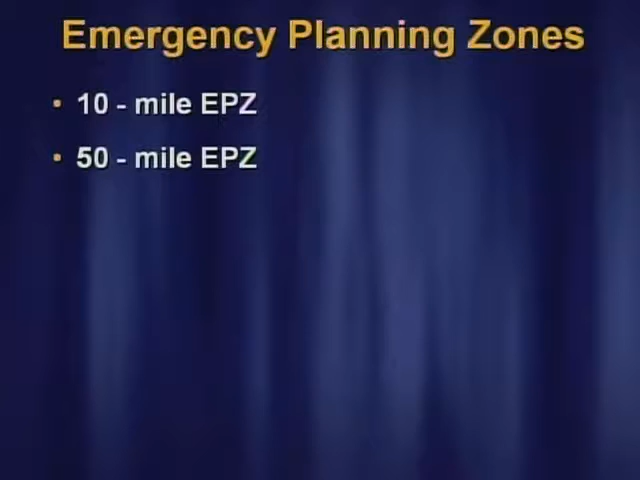 Emergency Planning Zones
• 10 - mile EPZ
• 50 - mile EPZ